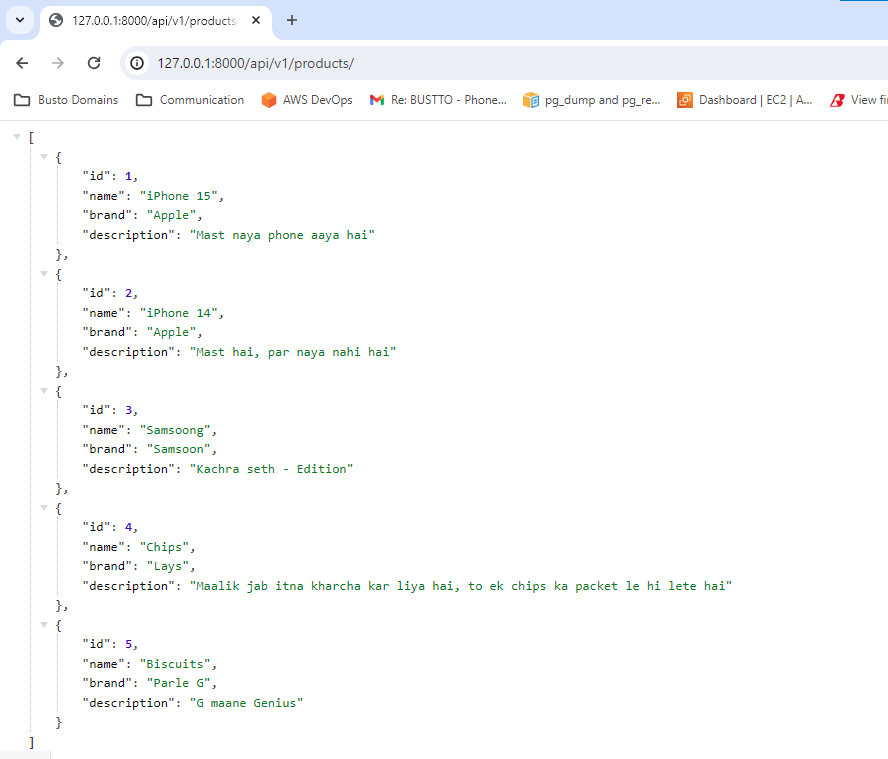 127.0.0.1:8000/api/v1/products
127.0.0.1:8000/api/v1/products/
Busto Domains Communication AWS DevOps Re: BUSTTO - Phone... pg_dump and pg_re... Dashboard | EC2 | A... View fi
[
{
"id": 1,
"name": "iPhone 15",
"brand": "Apple",
"description": "Mast naya phone aaya hai"
},
{
"id": 2,
"name": "iPhone 14",
"brand": "Apple",
"description": "Mast hai, par naya nahi hai"
},
{
"id": 3,
"name": "Samsoong",
"brand": "Samsoon",
"description": "Kachra seth - Edition"
},
{
"id": 4,
"name": "Chips",
"brand": "Lays",
"description": "Maalik jab itna kharcha kar liya hai, to ek chips ka packet le hi lete hai"
},
{
"id": 5,
"name": "Biscuits",
"brand": "Parle G",
"description": "G maane Genius"
}
]